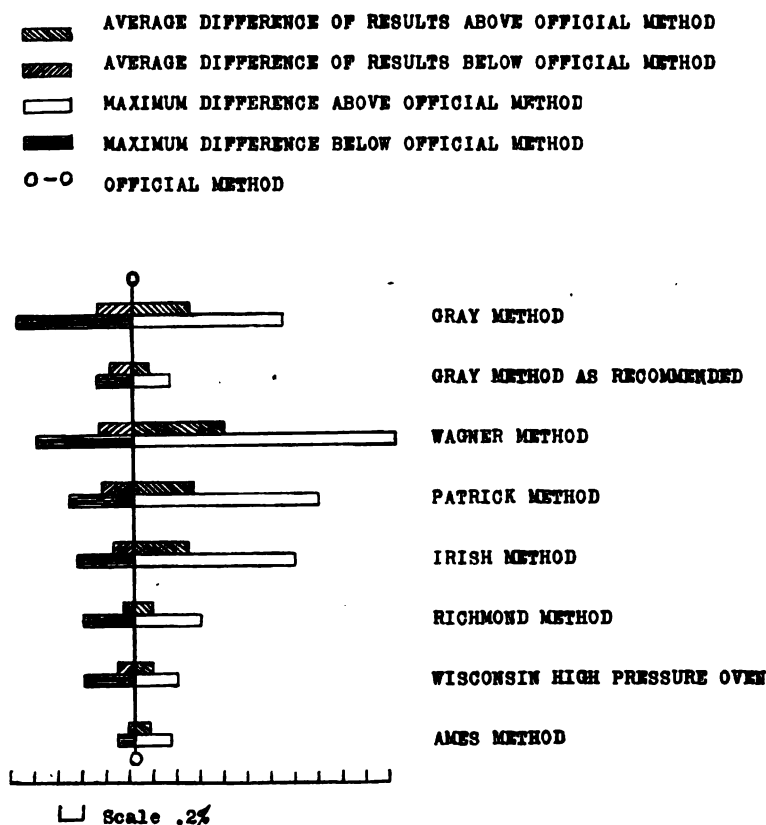 AVERAGE DIFFERENCE OF RESULTS ABOVE OFFICIAL METHOD
AVERAGE DIFFERENCE OF RESULTS BELOW OFFICIAL METHOD
MAXIMUM DIFFERENCE ABOVE OFFICIAL METHOD
MAXIMUM DIFFERENCE BELOW OFFICIAL METHOD
O-O OFFICIAL METHOD
O
GRAY METHOD
GRAY METHOD AS RECOMMENDED
WAGNER METHOD
PATRICK METHOD
IRISH METHOD
RICHMOND METHOD
WISCONSIN HIGH PRESSURE OVEN
AMES METHOD
O
Scale .2%